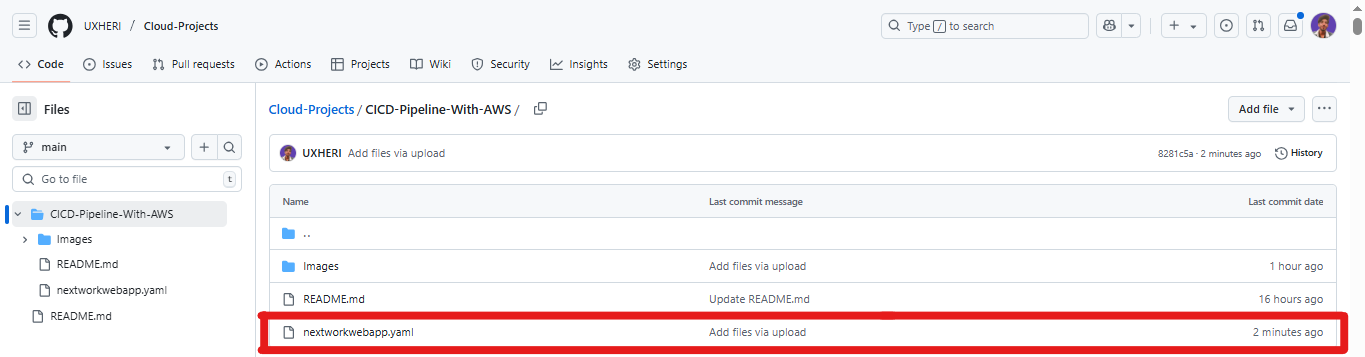 UXHERI / Cloud-Projects
Type / to search
Code
Issues
Pull requests
Actions
Projects
Wiki
Security
Insights
Settings
Files
main
Go to file
t
CICD-Pipeline-With-AWS
Images
README.md
nextworkwebapp.yaml
README.md
Cloud-Projects / CICD-Pipeline-With-AWS /
Add file
UXHERI Add files via upload
8281c5a · 2 minutes ago
History
Name Last commit message Last commit date
..
Images Add files via upload 1 hour ago
README.md Update README.md 16 hours ago
nextworkwebapp.yaml Add files via upload 2 minutes ago